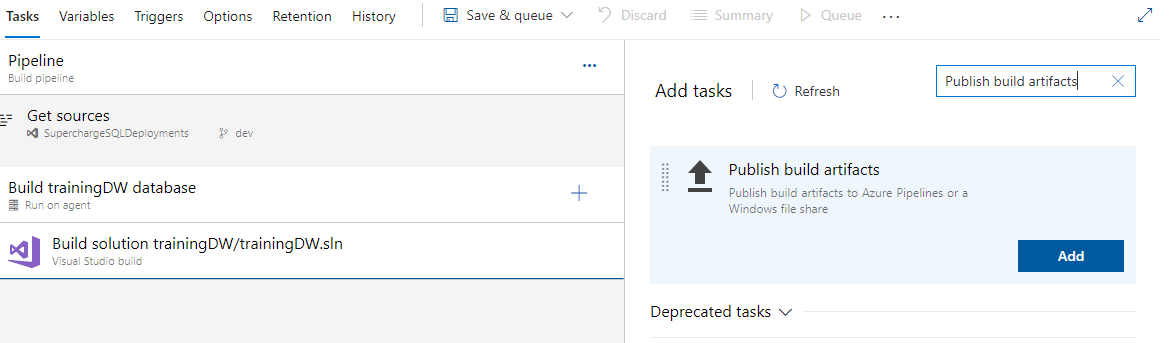 Tasks Variables Triggers Options Retention History Save & queue Discard Summary Queue ...
Pipeline
Build pipeline
Get sources
SuperchargeSQLDeployments dev
Build trainingDW database
Run on agent
Build solution trainingDW/trainingDW.sln
Visual Studio build
Add tasks Refresh Publish build artifacts
Publish build artifacts
Publish build artifacts to Azure Pipelines or a
Windows file share
Add
Deprecated tasks